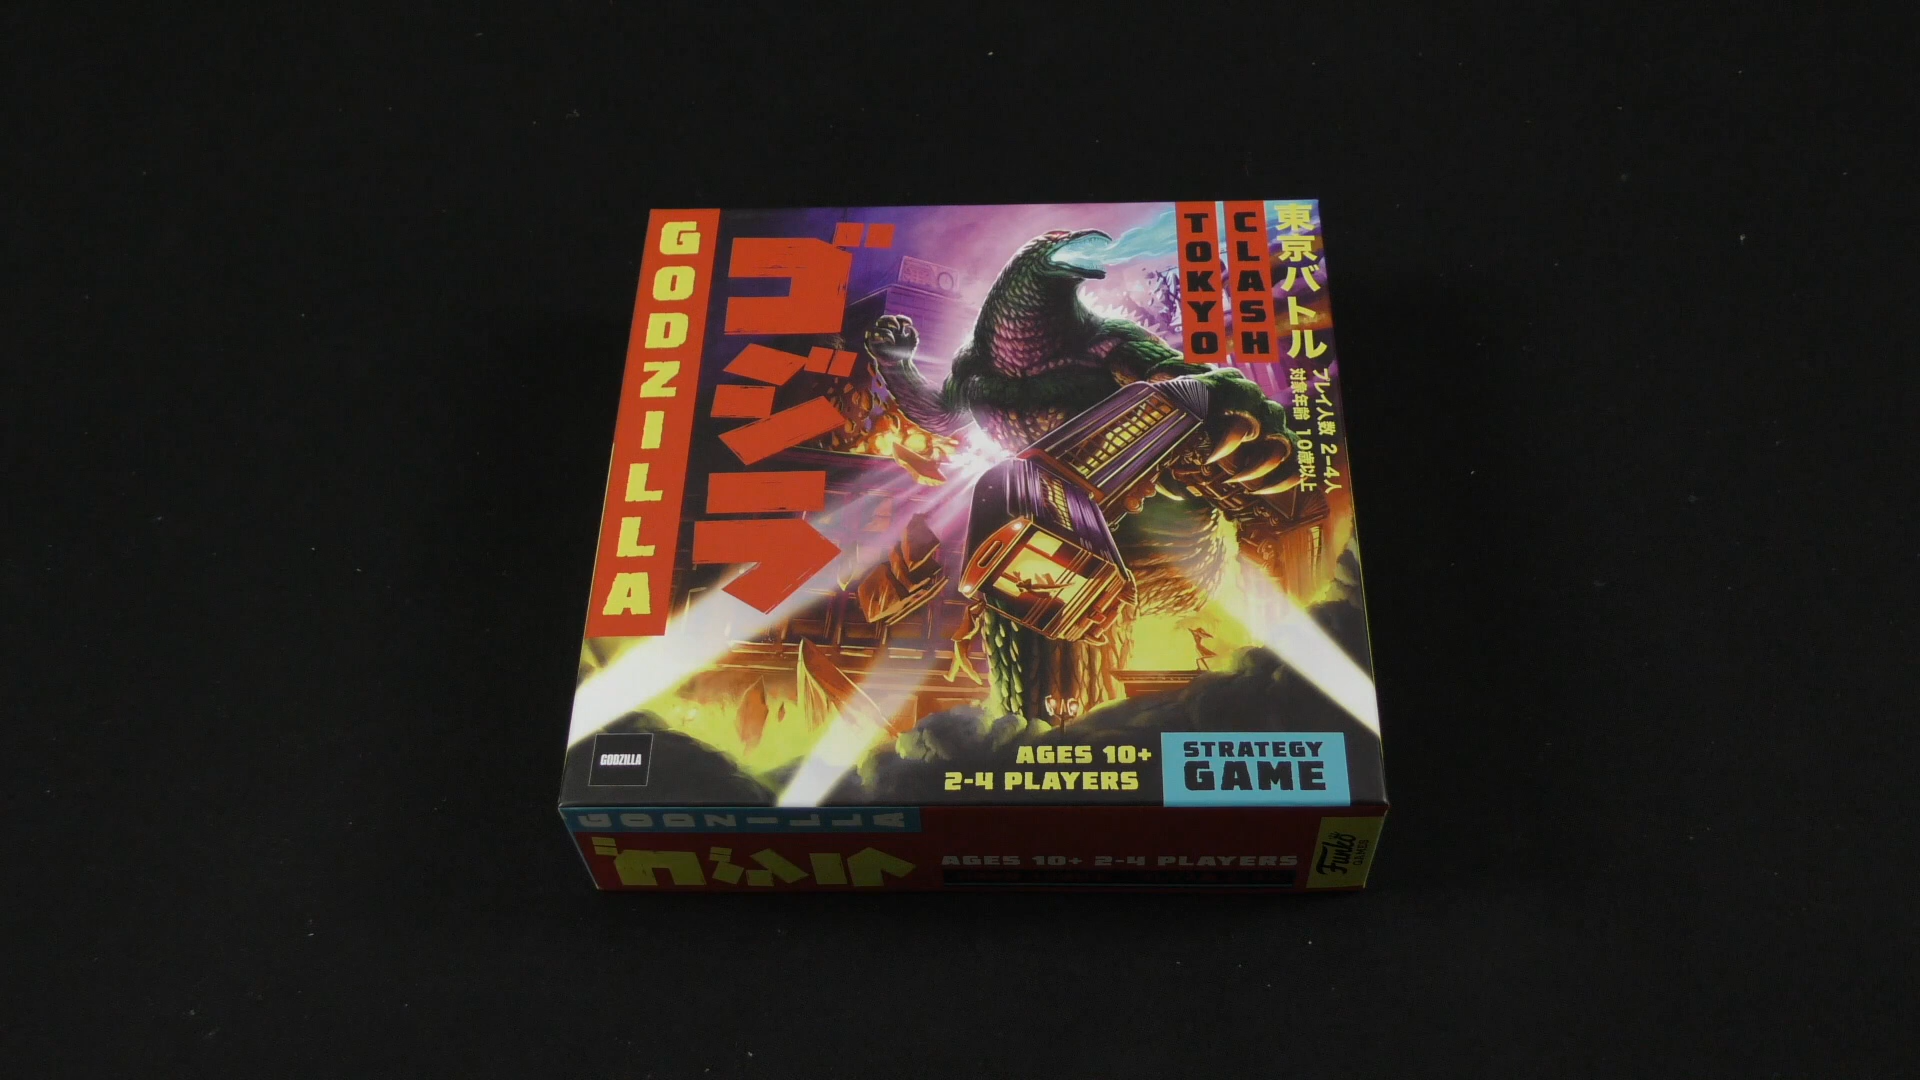 GODZILLA
ゴジラ
TOKYO
CLASH
東京バトル
プレイ人数 2-4人
対象年齢 10歳以上
GODZILLA
AGES 10+
2-4 PLAYERS
STRATEGY
GAME
GODZILLA
ゴジラ
AGES 10+ 2-4 PLAYERS
Funko
GAMES